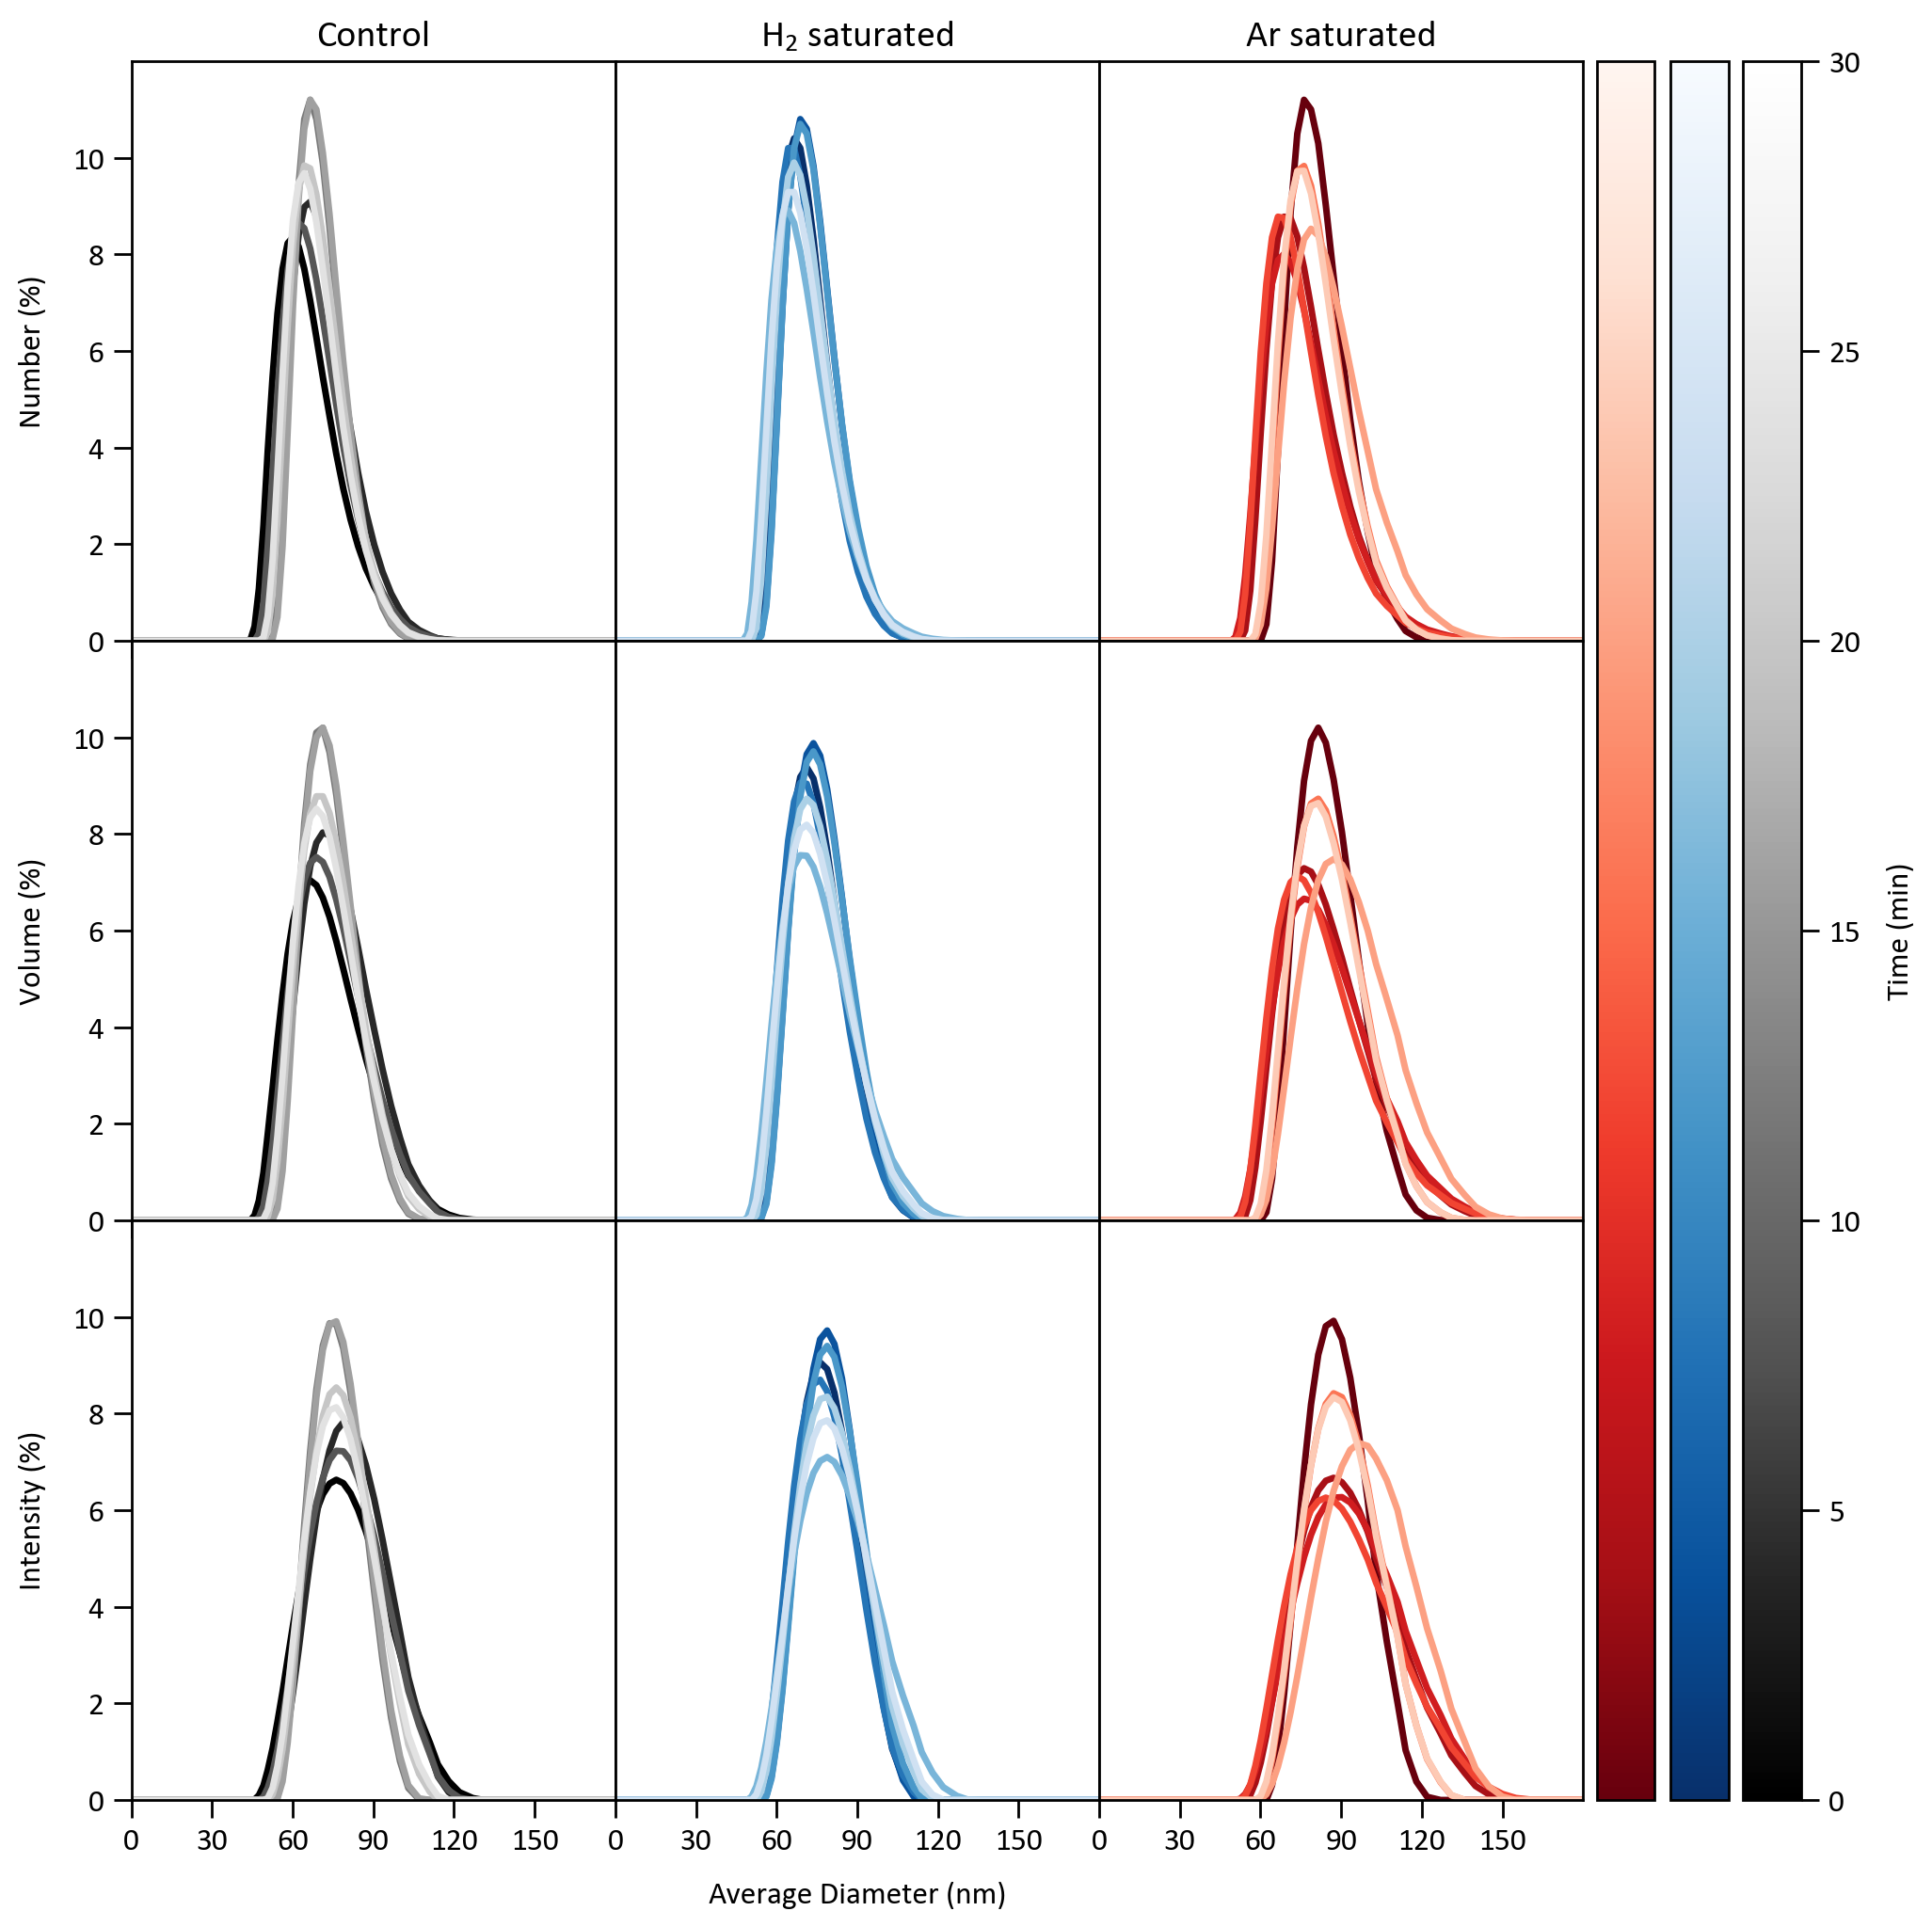 Control
H₂ saturated
Ar saturated
Number (%)
10
8
6
4
2
0
Volume (%)
10
8
6
4
2
0
Intensity (%)
10
8
6
4
2
0
0 30 60 90 120 150
0 30 60 90 120 150
0 30 60 90 120 150
Average Diameter (nm)
30
25
20
15
10
5
0
Time (min)